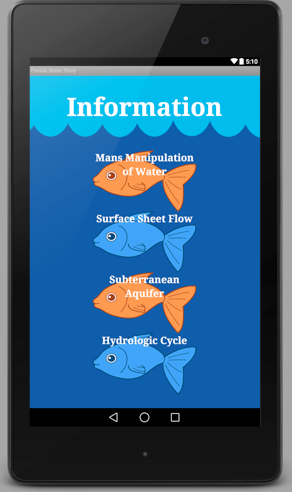 5:10
Florida Water Story
Information
Mans Manipulation
of Water
Surface Sheet Flow
Subterranean
Aquifer
Hydrologic Cycle